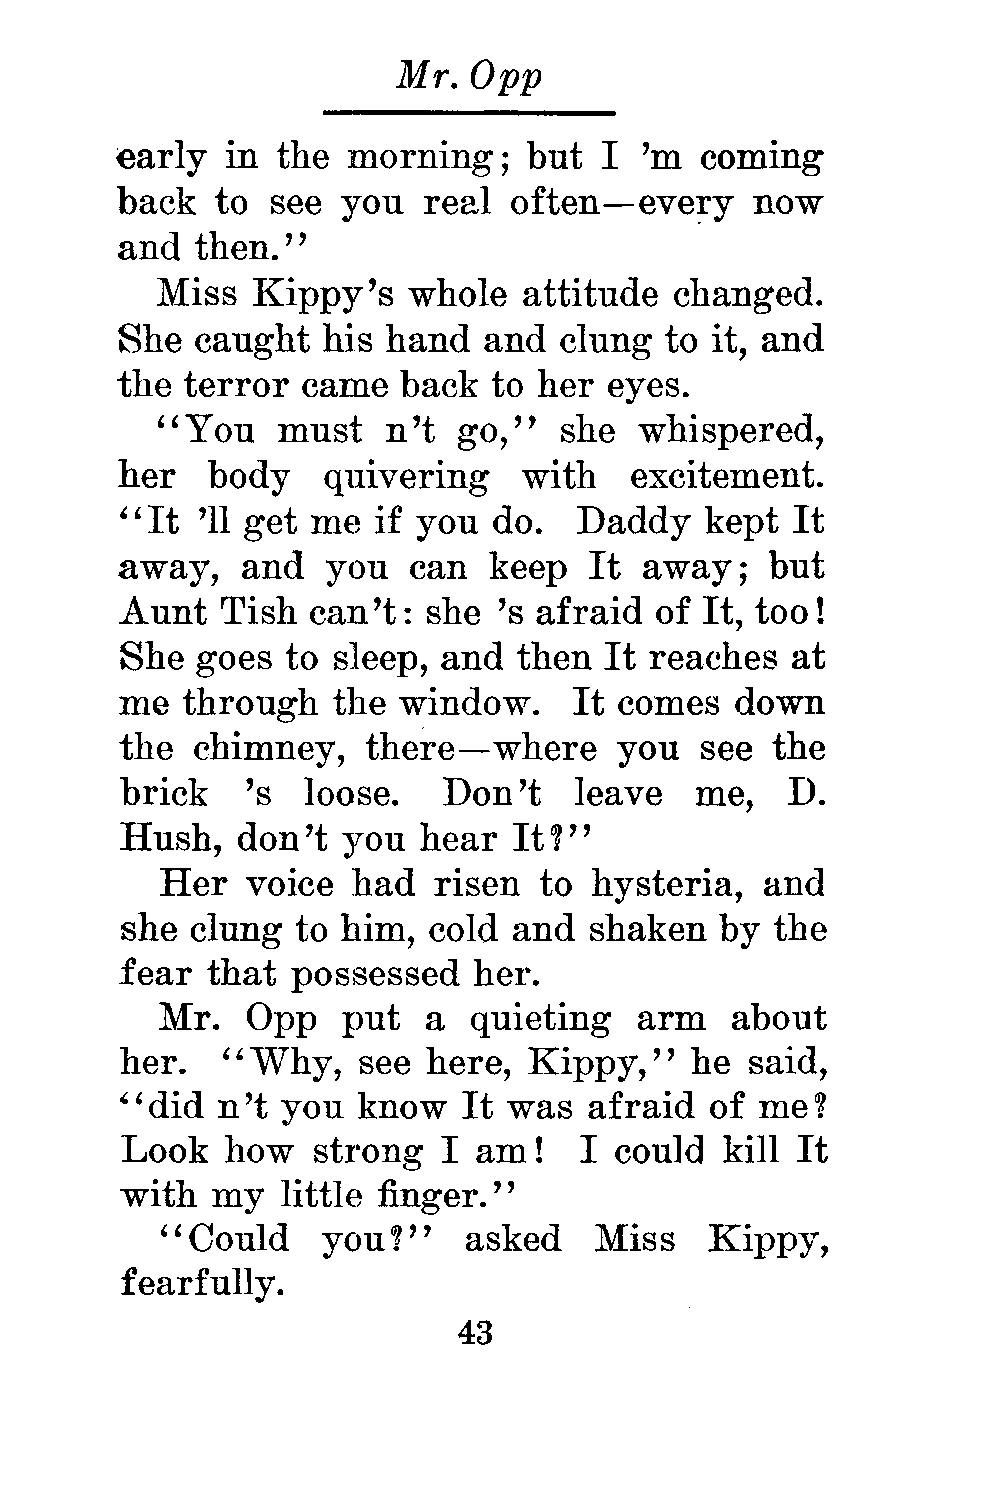 Mr. Opp
early in the morning; but I 'm coming
back to see you real often—every now
and then."
Miss Kippy's whole attitude changed.
She caught his hand and clung to it, and
the terror came back to her eyes.
"You must n't go," she whispered,
her body quivering with excitement.
"It 'll get me if you do. Daddy kept It
away, and you can keep It away; but
Aunt Tish can't: she 's afraid of It, too!
She goes to sleep, and then It reaches at
me through the window. It comes down
the chimney, there—where you see the
brick 's loose. Don't leave me, D.
Hush, don't you hear It?"
Her voice had risen to hysteria, and
she clung to him, cold and shaken by the
fear that possessed her.
Mr. Opp put a quieting arm about
her. "Why, see here, Kippy," he said,
"did n't you know It was afraid of me?
Look how strong I am! I could kill It
with my little finger."
"Could you?" asked Miss Kippy,
fearfully.
43